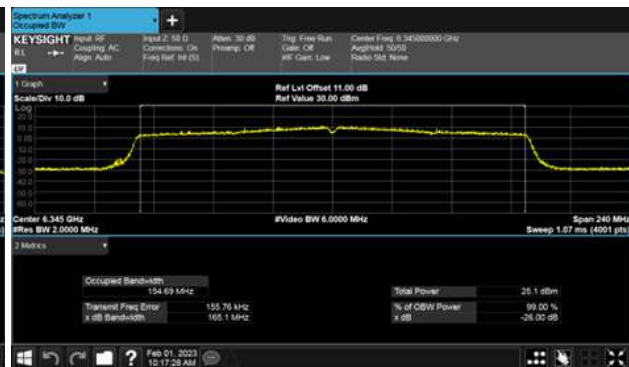 Spectrum Analyzer 1
Occupied BW
+
KEYSIGHT Input: RF
Coupling: AC
Align: Auto
Input Z: 50 Ω
Corrections: On
Freq Ref: Int (S)
Atten: 30 dB
Preamp: Off
Trig: Free Run
Gate: Off
#IF Gain: Low
Center Freq: 6.345000000 GHz
Avg|Hold: 50/50
Radio Std: None
RL
1 Graph
Scale/Div 10.0 dB
Ref Lvl Offset 11.00 dB
Ref Value 30.00 dBm
Log
20.0
10.0
0.00
-10.0
-20.0
-30.0
-40.0
-50.0
-60.0
Center 6.345 GHz
#Res BW 2.0000 MHz
#Video BW 6.0000 MHz
Span 240 MHz
Sweep 1.07 ms (4001 pts)
2 Metrics
Occupied Bandwidth
154.69 MHz
Total Power 25.1 dBm
Transmit Freq Error 155.76 kHz
% of OBW Power 99.00 %
x dB Bandwidth 165.1 MHz
x dB -26.00 dB
?
Feb 01, 2023
10:17:28 AM